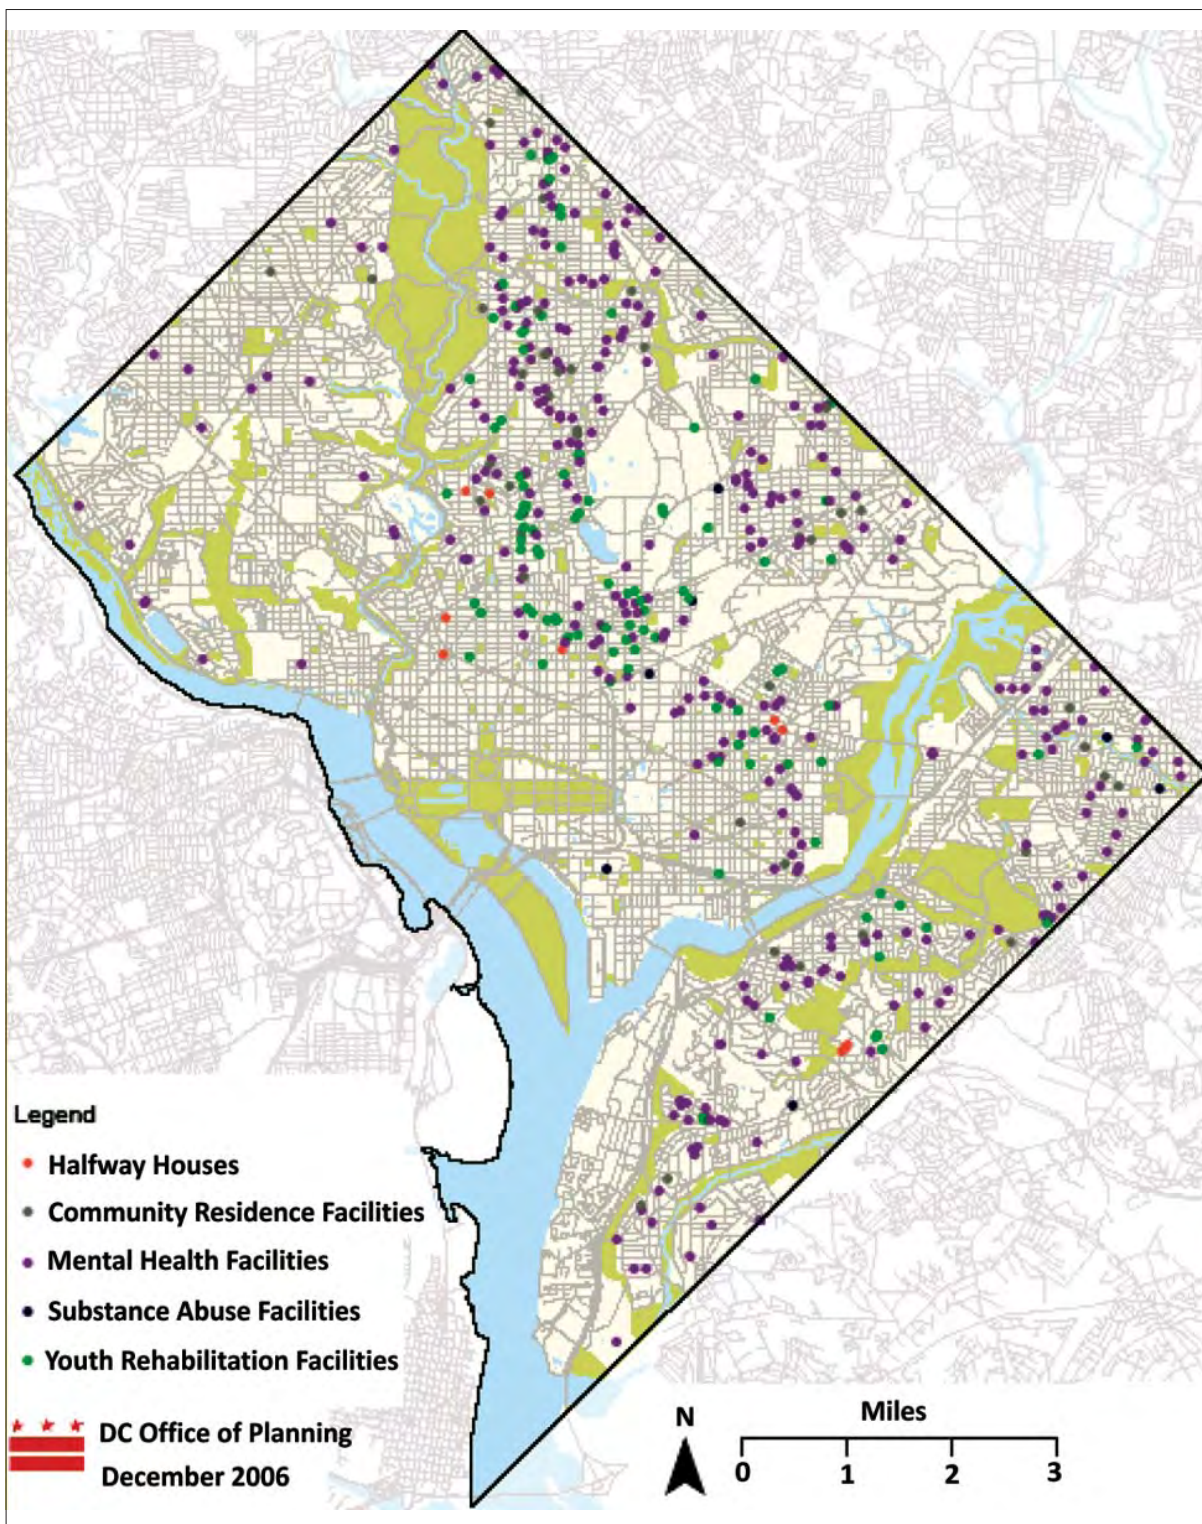 Legend
Halfway Houses
Community Residence Facilities
Mental Health Facilities
Substance Abuse Facilities
Youth Rehabilitation Facilities
DC Office of Planning
December 2006
N
Miles
0 1 2 3